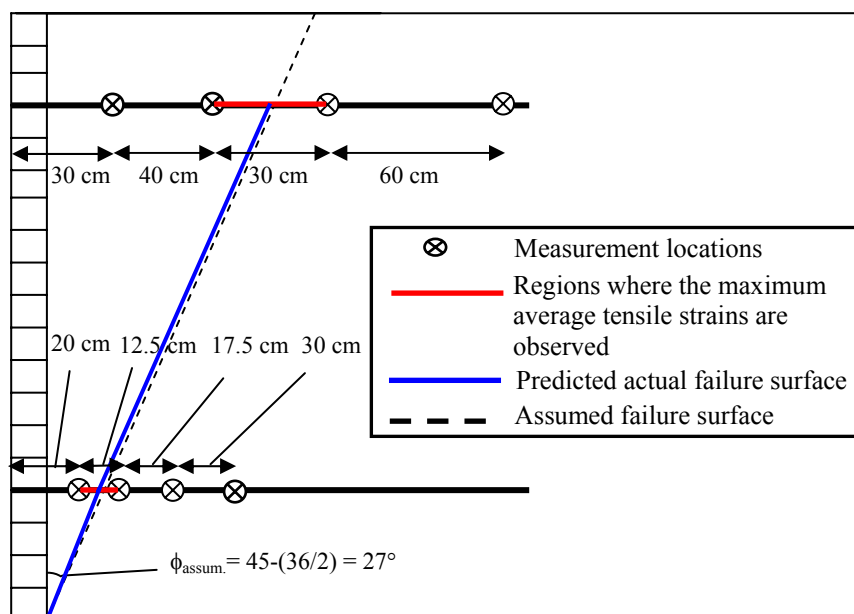 30 cm 40 cm 30 cm 60 cm
Measurement locations
Regions where the maximum
average tensile strains are
observed
Predicted actual failure surface
Assumed failure surface
20 cm 12.5 cm 17.5 cm 30 cm
ϕassum.= 45-(36/2) = 27°